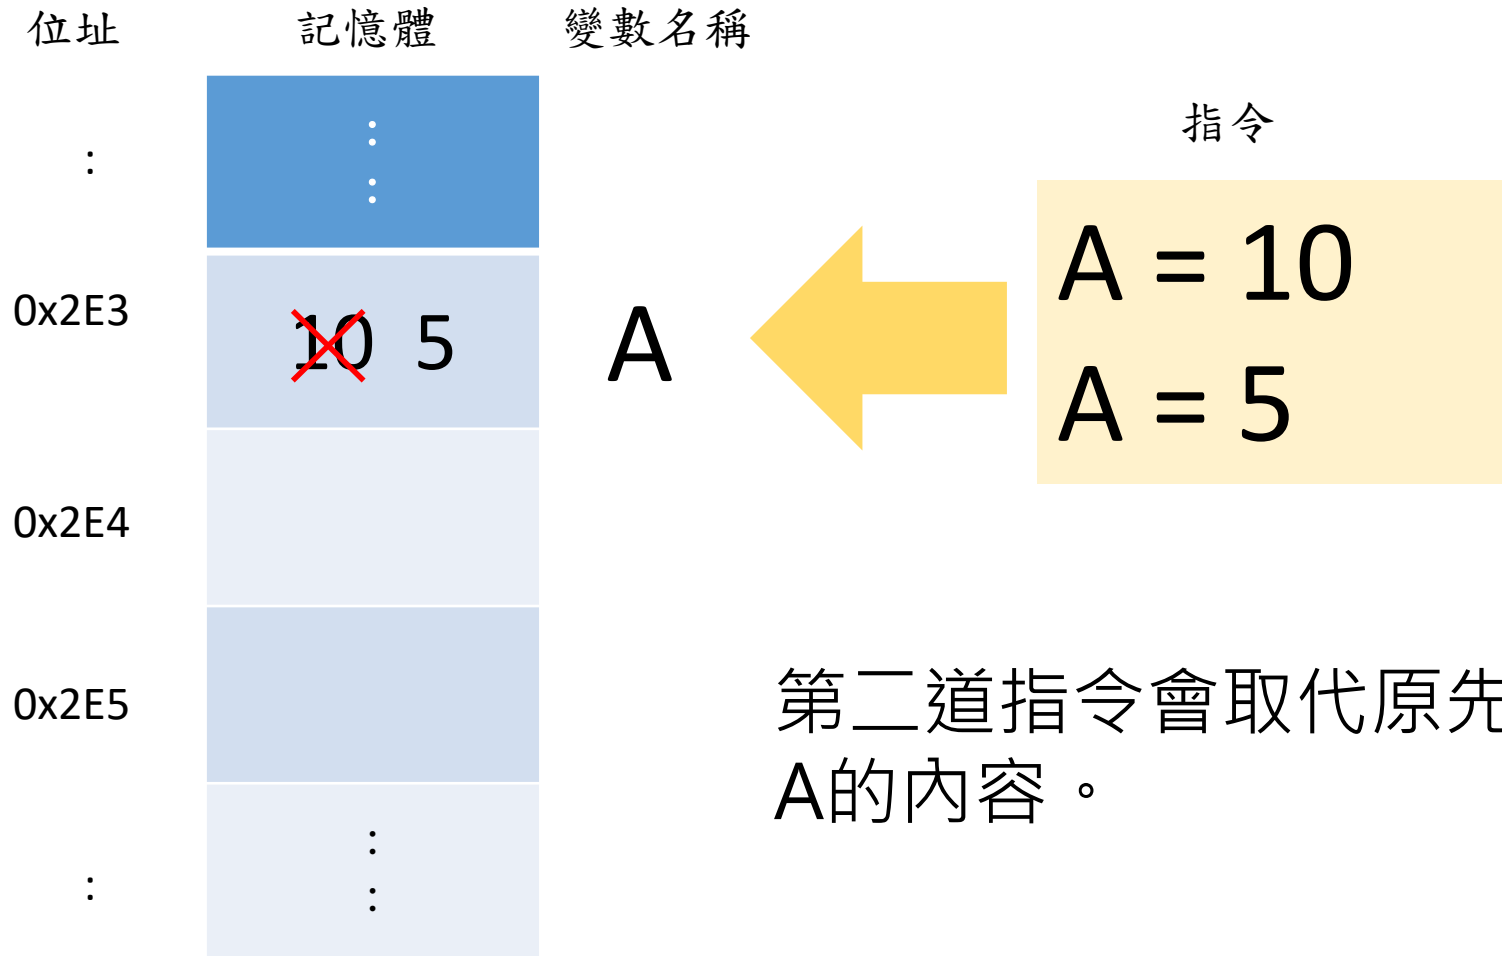 位址 記憶體 變數名稱
:
:
:
指令
0x2E3 10 5 A
A = 10
A = 5
0x2E4
0x2E5
第二道指令會取代原先
A的內容。
:
:
: